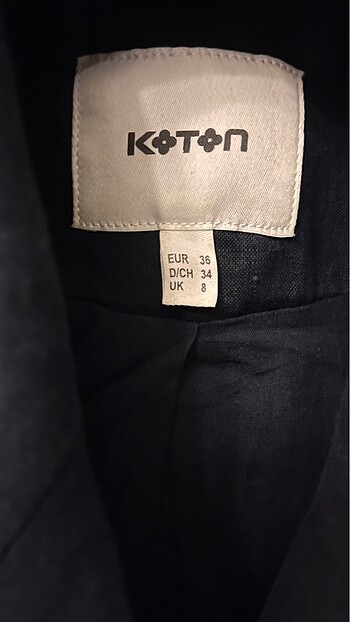 KOTON
EUR 36
D/CH 34
UK 8